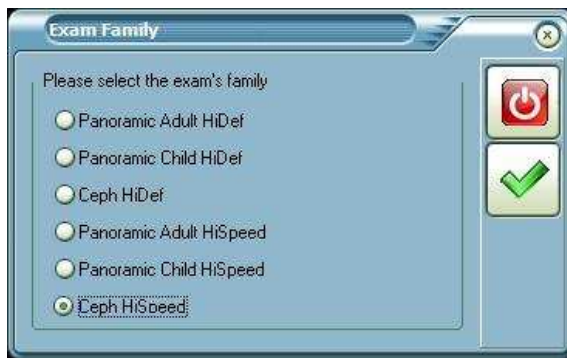 Exam Family
Please select the exam's family
Panoramic Adult HiDef
Panoramic Child HiDef
Ceph HiDef
Panoramic Adult HiSpeed
Panoramic Child HiSpeed
Ceph HiSpeed